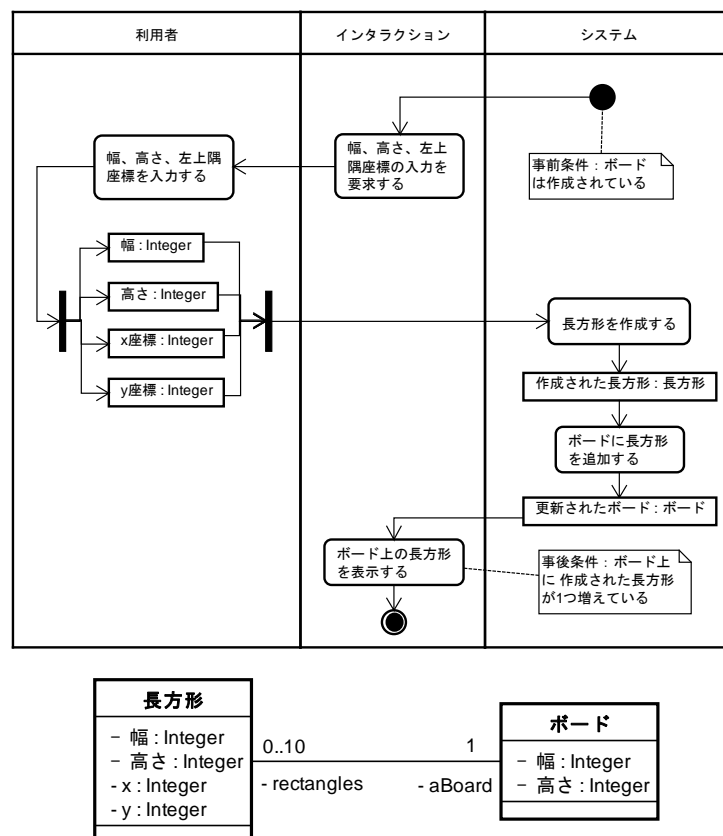 利用者
インタラクション
システム
幅、高さ、左上隅
座標を入力する
幅、高さ、左上
隅座標の入力を
要求する
事前条件：ボード
は作成されている
幅 : Integer
高さ : Integer
x座標 : Integer
y座標 : Integer
長方形を作成する
作成された長方形 : 長方形
ボードに長方形
を追加する
更新されたボード : ボード
ボード上の長方形
を表示する
事後条件：ボード上
に 作成された長方形
が1つ増えている
長方形
- 幅 : Integer
- 高さ : Integer
- x : Integer
- y : Integer
0..10
1
- rectangles
- aBoard
ボード
- 幅 : Integer
- 高さ : Integer